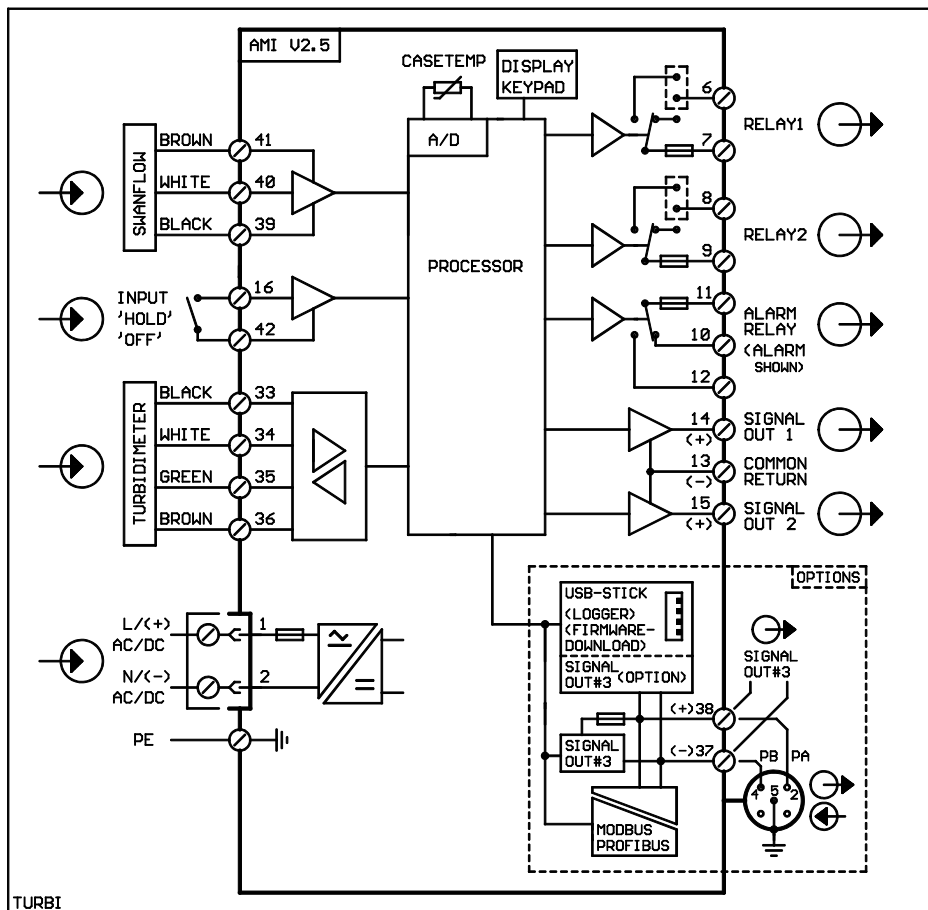 AMI V2.5
CASETEMP
DISPLAY
KEYPAD
A/D
PROCESSOR
SWANFLOW
BROWN 41
WHITE 40
BLACK 39
INPUT
'HOLD'
'OFF'
16
42
TURBIDIMETER
BLACK 33
WHITE 34
GREEN 35
BROWN 36
L/(+)
AC/DC
1
N/(-)
AC/DC
2
PE
6
RELAY1
7
8
RELAY2
9
11
ALARM
RELAY
10
(ALARM
SHOWN)
12
14
(+)
SIGNAL
OUT 1
13
(-)
COMMON
RETURN
15
(+)
SIGNAL
OUT 2
OPTIONS
USB-STICK
(LOGGER)
(FIRMWARE-
DOWNLOAD)
SIGNAL
OUT#3 (OPTION)
SIGNAL
OUT#3
(+)38
SIGNAL
OUT#3
(-)37
PB PA
4 5 2
MODBUS
PROFIBUS
TURBI